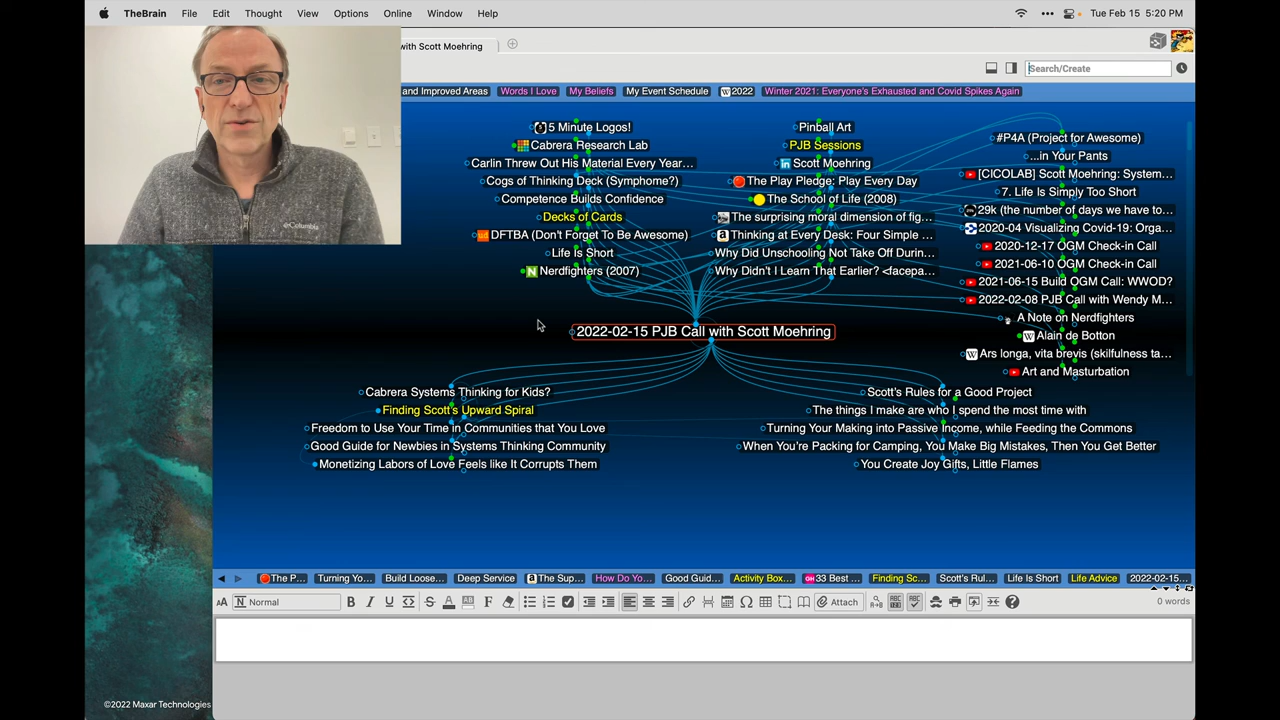 TheBrain File Edit Thought View Options Online Window Help Tue Feb 15 5:20 PM
with Scott Moehring
Search/Create
and Improved Areas Words I Love My Beliefs My Event Schedule 2022 Winter 2021: Everyone's Exhausted and Covid Spikes Again
5 Minute Logos!
Cabrera Research Lab
Carlin Threw Out His Material Every Year…
Cogs of Thinking Deck (Symphome?)
Competence Builds Confidence
Decks of Cards
DFTBA (Don't Forget To Be Awesome)
Life Is Short
Nerdfighters (2007)
Pinball Art
PJB Sessions
Scott Moehring
The Play Pledge: Play Every Day
The School of Life (2008)
The surprising moral dimension of fig…
Thinking at Every Desk: Four Simple …
Why Did Unschooling Not Take Off Durin…
Why Didn't I Learn That Earlier? <facepa…
#P4A (Project for Awesome)
...in Your Pants
[CICOLAB] Scott Moehring: System…
7. Life Is Simply Too Short
29k (the number of days we have to…
2020-04 Visualizing Covid-19: Orga…
2020-12-17 OGM Check-in Call
2021-06-10 OGM Check-in Call
2021-06-15 Build OGM Call: WWOD?
2022-02-08 PJB Call with Wendy M…
A Note on Nerdfighters
Alain de Botton
Ars longa, vita brevis (skilfulness ta…
Art and Masturbation
2022-02-15 PJB Call with Scott Moehring
Cabrera Systems Thinking for Kids?
Finding Scott's Upward Spiral
Freedom to Use Your Time in Communities that You Love
Good Guide for Newbies in Systems Thinking Community
Monetizing Labors of Love Feels like It Corrupts Them
Scott's Rules for a Good Project
The things I make are who I spend the most time with
Turning Your Making into Passive Income, while Feeding the Commons
When You're Packing for Camping, You Make Big Mistakes, Then You Get Better
You Create Joy Gifts, Little Flames
The P… Turning Yo… Build Loose… Deep Service The Sup… How Do Yo… Good Guid… Activity Box… 33 Best … Finding Sc… Scott's Rul… Life Is Short Life Advice 2022-02-15…
Normal B I U S A F Attach 0 words
©2022 Maxar Technologies